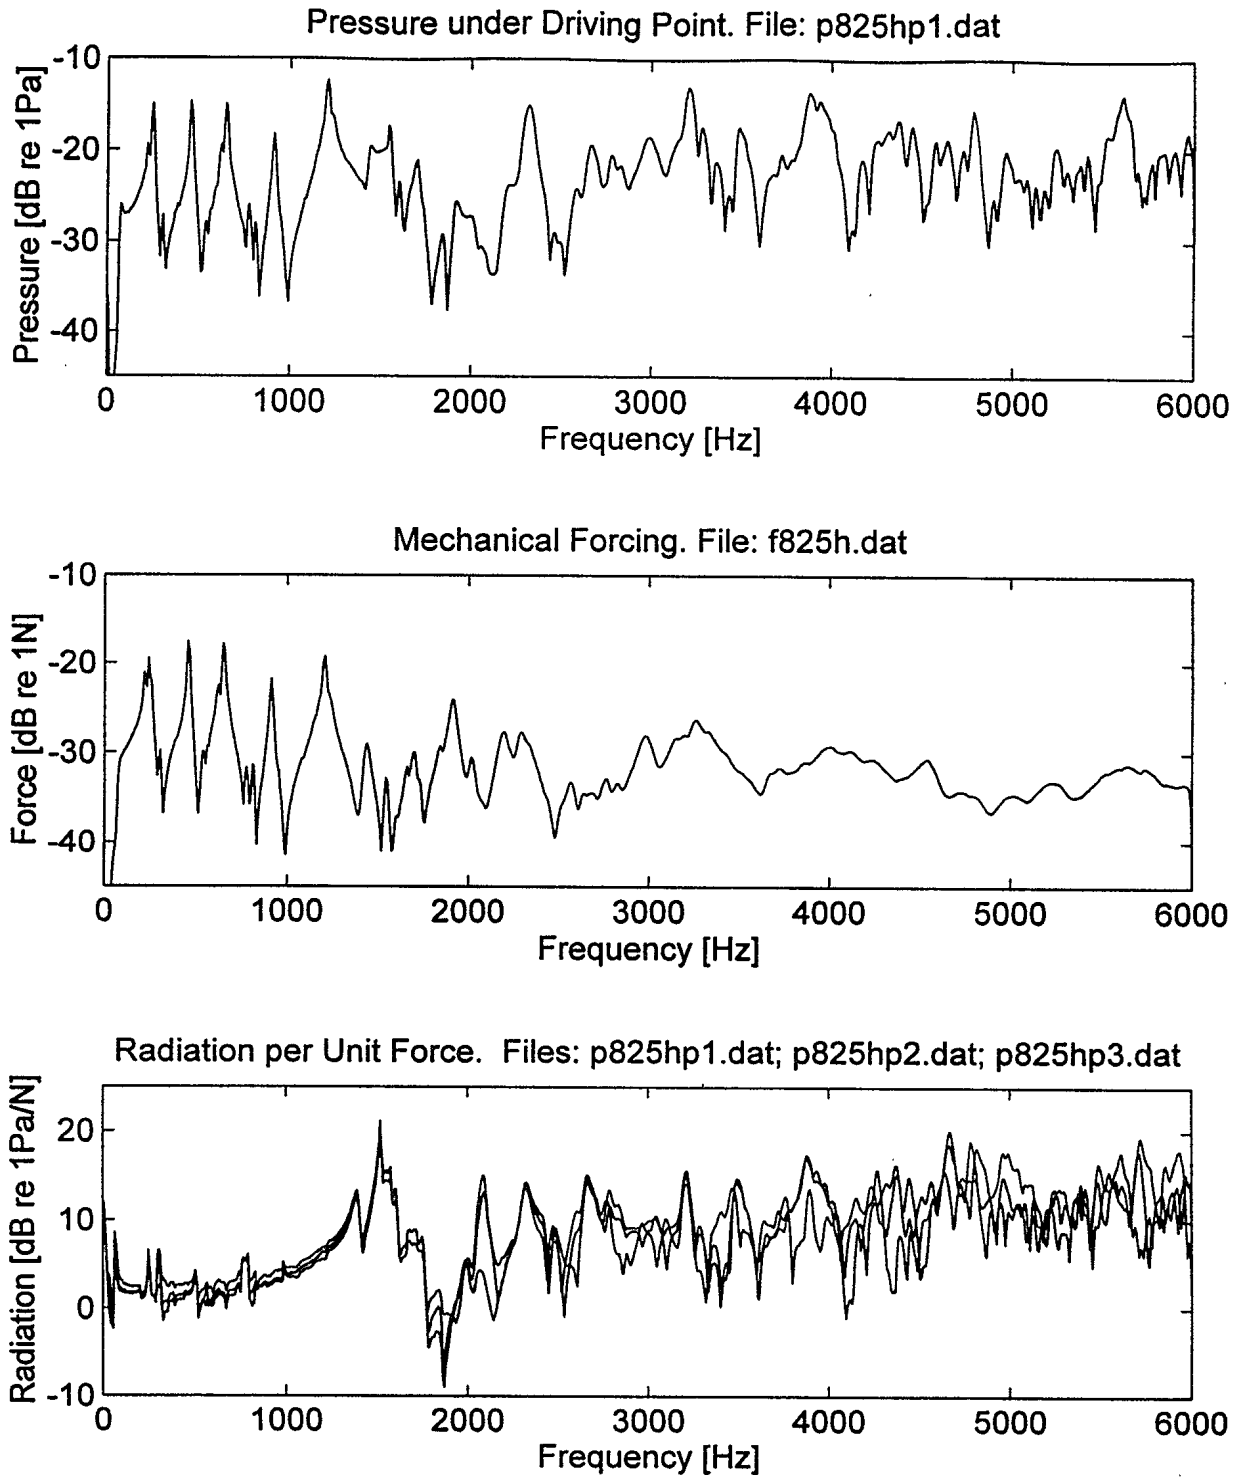 Pressure under Driving Point. File: p825hp1.dat
Pressure [dB re 1Pa]
-10
-20
-30
-40
0 1000 2000 3000 4000 5000 6000
Frequency [Hz]
Mechanical Forcing. File: f825h.dat
Force [dB re 1N]
-10
-20
-30
-40
0 1000 2000 3000 4000 5000 6000
Frequency [Hz]
Radiation per Unit Force. Files: p825hp1.dat; p825hp2.dat; p825hp3.dat
Radiation [dB re 1Pa/N]
20
10
0
-10
0 1000 2000 3000 4000 5000 6000
Frequency [Hz]